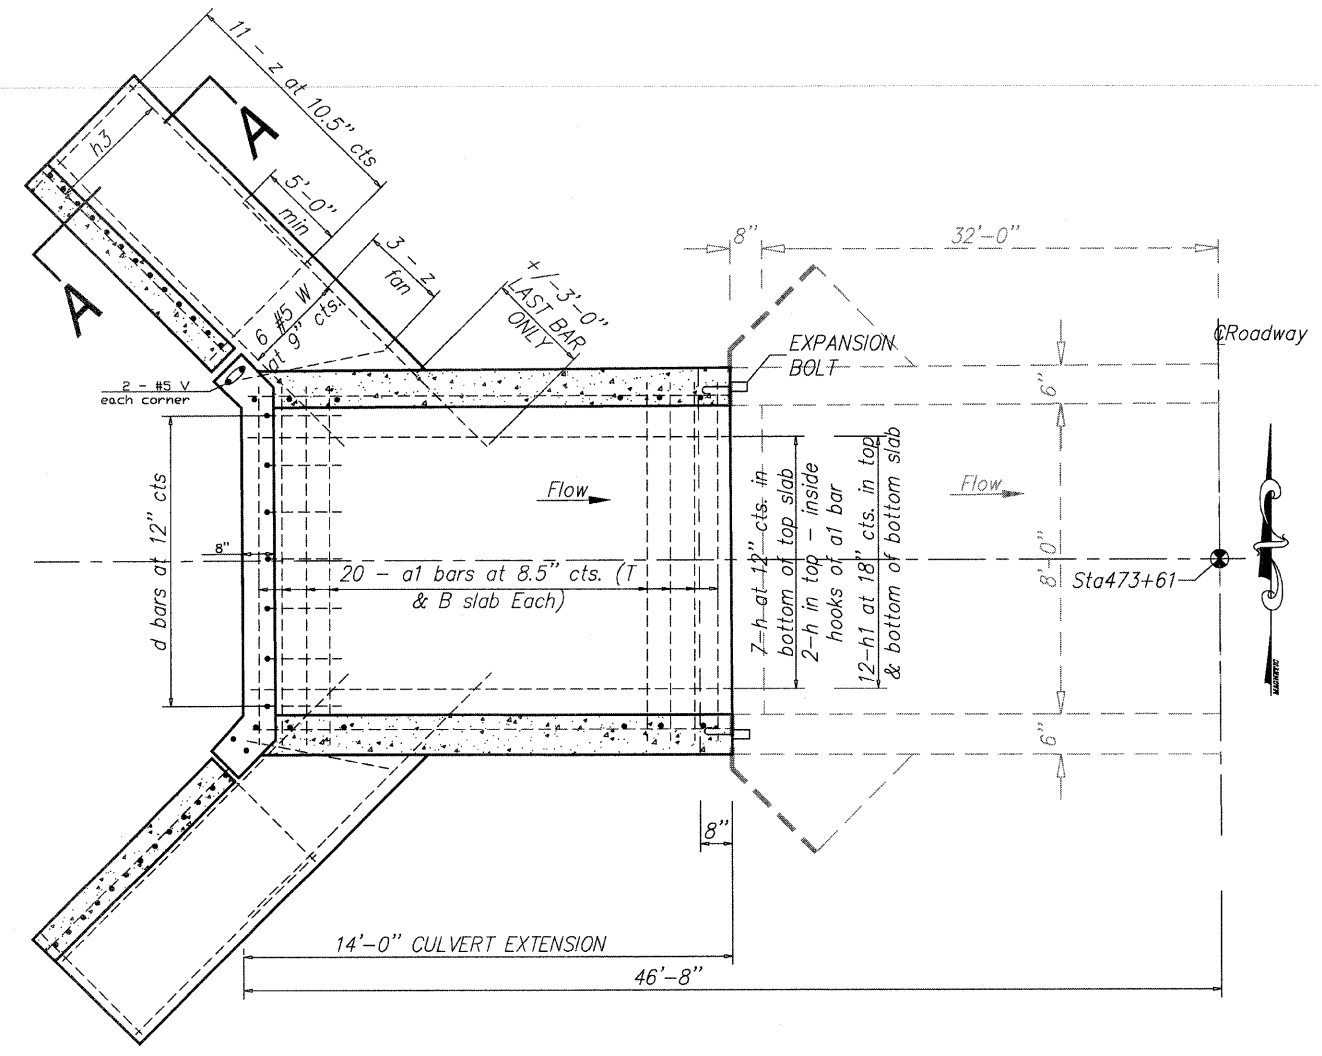 11 - z at 10.5" cts
A
h3
5'-0"
min
3 - z
fan
+/-3'-0"
LAST BAR
ONLY
6 #5 W
at 9" cts.
A
2 - #5 V
each corner
8"
32'-0"
EXPANSION
BOLT
℄Roadway
6"
d bars at 12" cts
8"
Flow
Flow
20 - a1 bars at 8.5" cts. (T
& B slab Each)
7-h at 12" cts. in
bottom of top slab
2-h in top - inside
hooks of a1 bar
12-h1 at 18" cts. in top
& bottom of bottom slab
8'-0"
Sta473+61
MAGNETIC
6"
8"
14'-0" CULVERT EXTENSION
46'-8"